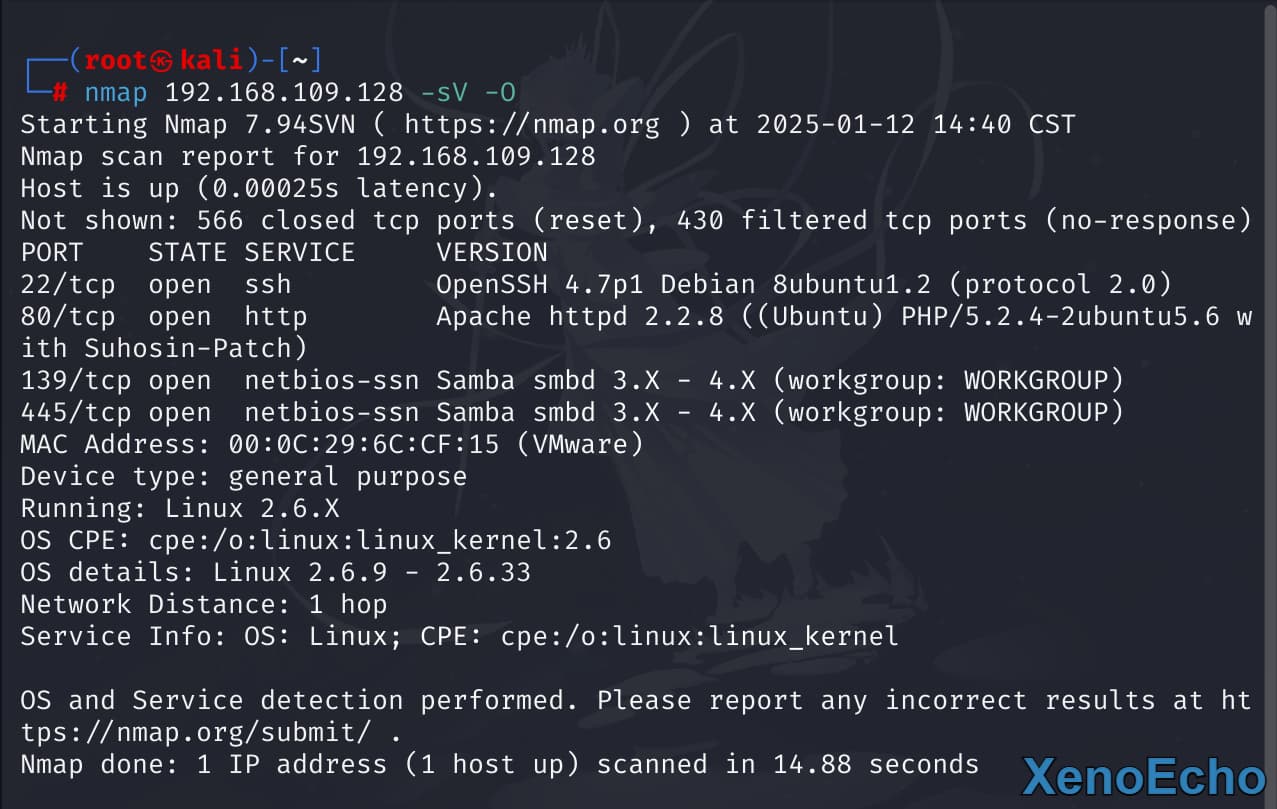 ┌──(root㉿kali)-[~]
└─# nmap 192.168.109.128 -sV -O
Starting Nmap 7.94SVN ( https://nmap.org ) at 2025-01-12 14:40 CST
Nmap scan report for 192.168.109.128
Host is up (0.00025s latency).
Not shown: 566 closed tcp ports (reset), 430 filtered tcp ports (no-response)
PORT    STATE SERVICE     VERSION
22/tcp  open  ssh         OpenSSH 4.7p1 Debian 8ubuntu1.2 (protocol 2.0)
80/tcp  open  http        Apache httpd 2.2.8 ((Ubuntu) PHP/5.2.4-2ubuntu5.6 w
ith Suhosin-Patch)
139/tcp open  netbios-ssn Samba smbd 3.X - 4.X (workgroup: WORKGROUP)
445/tcp open  netbios-ssn Samba smbd 3.X - 4.X (workgroup: WORKGROUP)
MAC Address: 00:0C:29:6C:CF:15 (VMware)
Device type: general purpose
Running: Linux 2.6.X
OS CPE: cpe:/o:linux:linux_kernel:2.6
OS details: Linux 2.6.9 - 2.6.33
Network Distance: 1 hop
Service Info: OS: Linux; CPE: cpe:/o:linux:linux_kernel
OS and Service detection performed. Please report any incorrect results at ht
tps://nmap.org/submit/ .
Nmap done: 1 IP address (1 host up) scanned in 14.88 seconds
XenoEcho